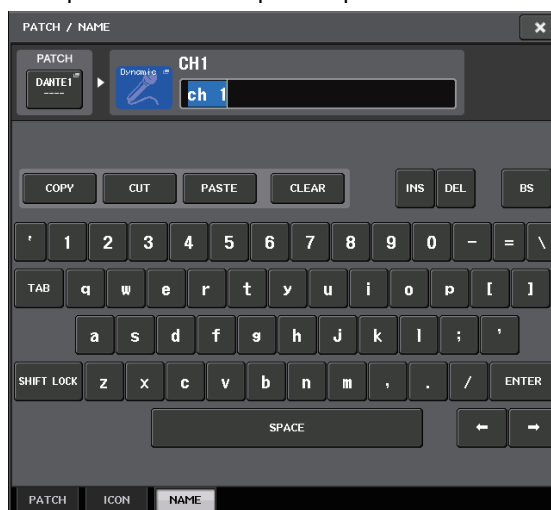 PATCH / NAME
PATCH
DANTE1
----
Dynamic
CH1
ch 1
COPY CUT PASTE CLEAR INS DEL BS
' 1 2 3 4 5 6 7 8 9 0 - = \
TAB q w e r t y u i o p [ ]
a s d f g h j k l ; '
SHIFT LOCK z x c v b n m , . / ENTER
SPACE ← →
PATCH ICON NAME